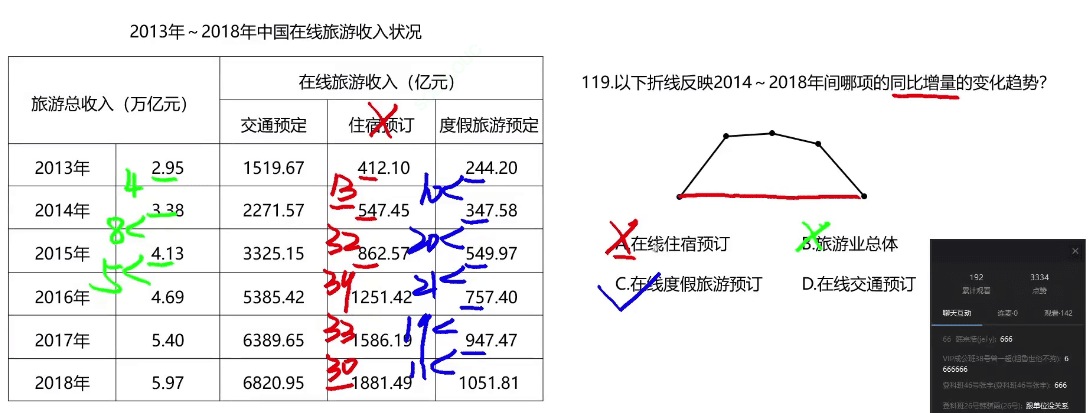 2013年～2018年中国在线旅游收入状况
旅游总收入（万亿元）
在线旅游收入（亿元）
交通预定
住宿预订
度假旅游预定
2013年 2.95 1519.67 412.10 244.20
4 13 10
2014年 3.38 2271.57 547.45 347.58
8 32 20
2015年 4.13 3325.15 862.57 549.97
5 34 21
2016年 4.69 5385.42 1251.42 757.40
33 19
2017年 5.40 6389.65 1586.19 947.47
30 11
2018年 5.97 6820.95 1881.49 1051.81
119.以下折线反映2014～2018年间哪项的同比增量的变化趋势？
A.在线住宿预订
B.旅游业总体
C.在线度假旅游预订
D.在线交通预订
192
3334
累计观看
点赞
聊天互动
连麦·0
观看·142
666
6
666666
666
跟单位没关系